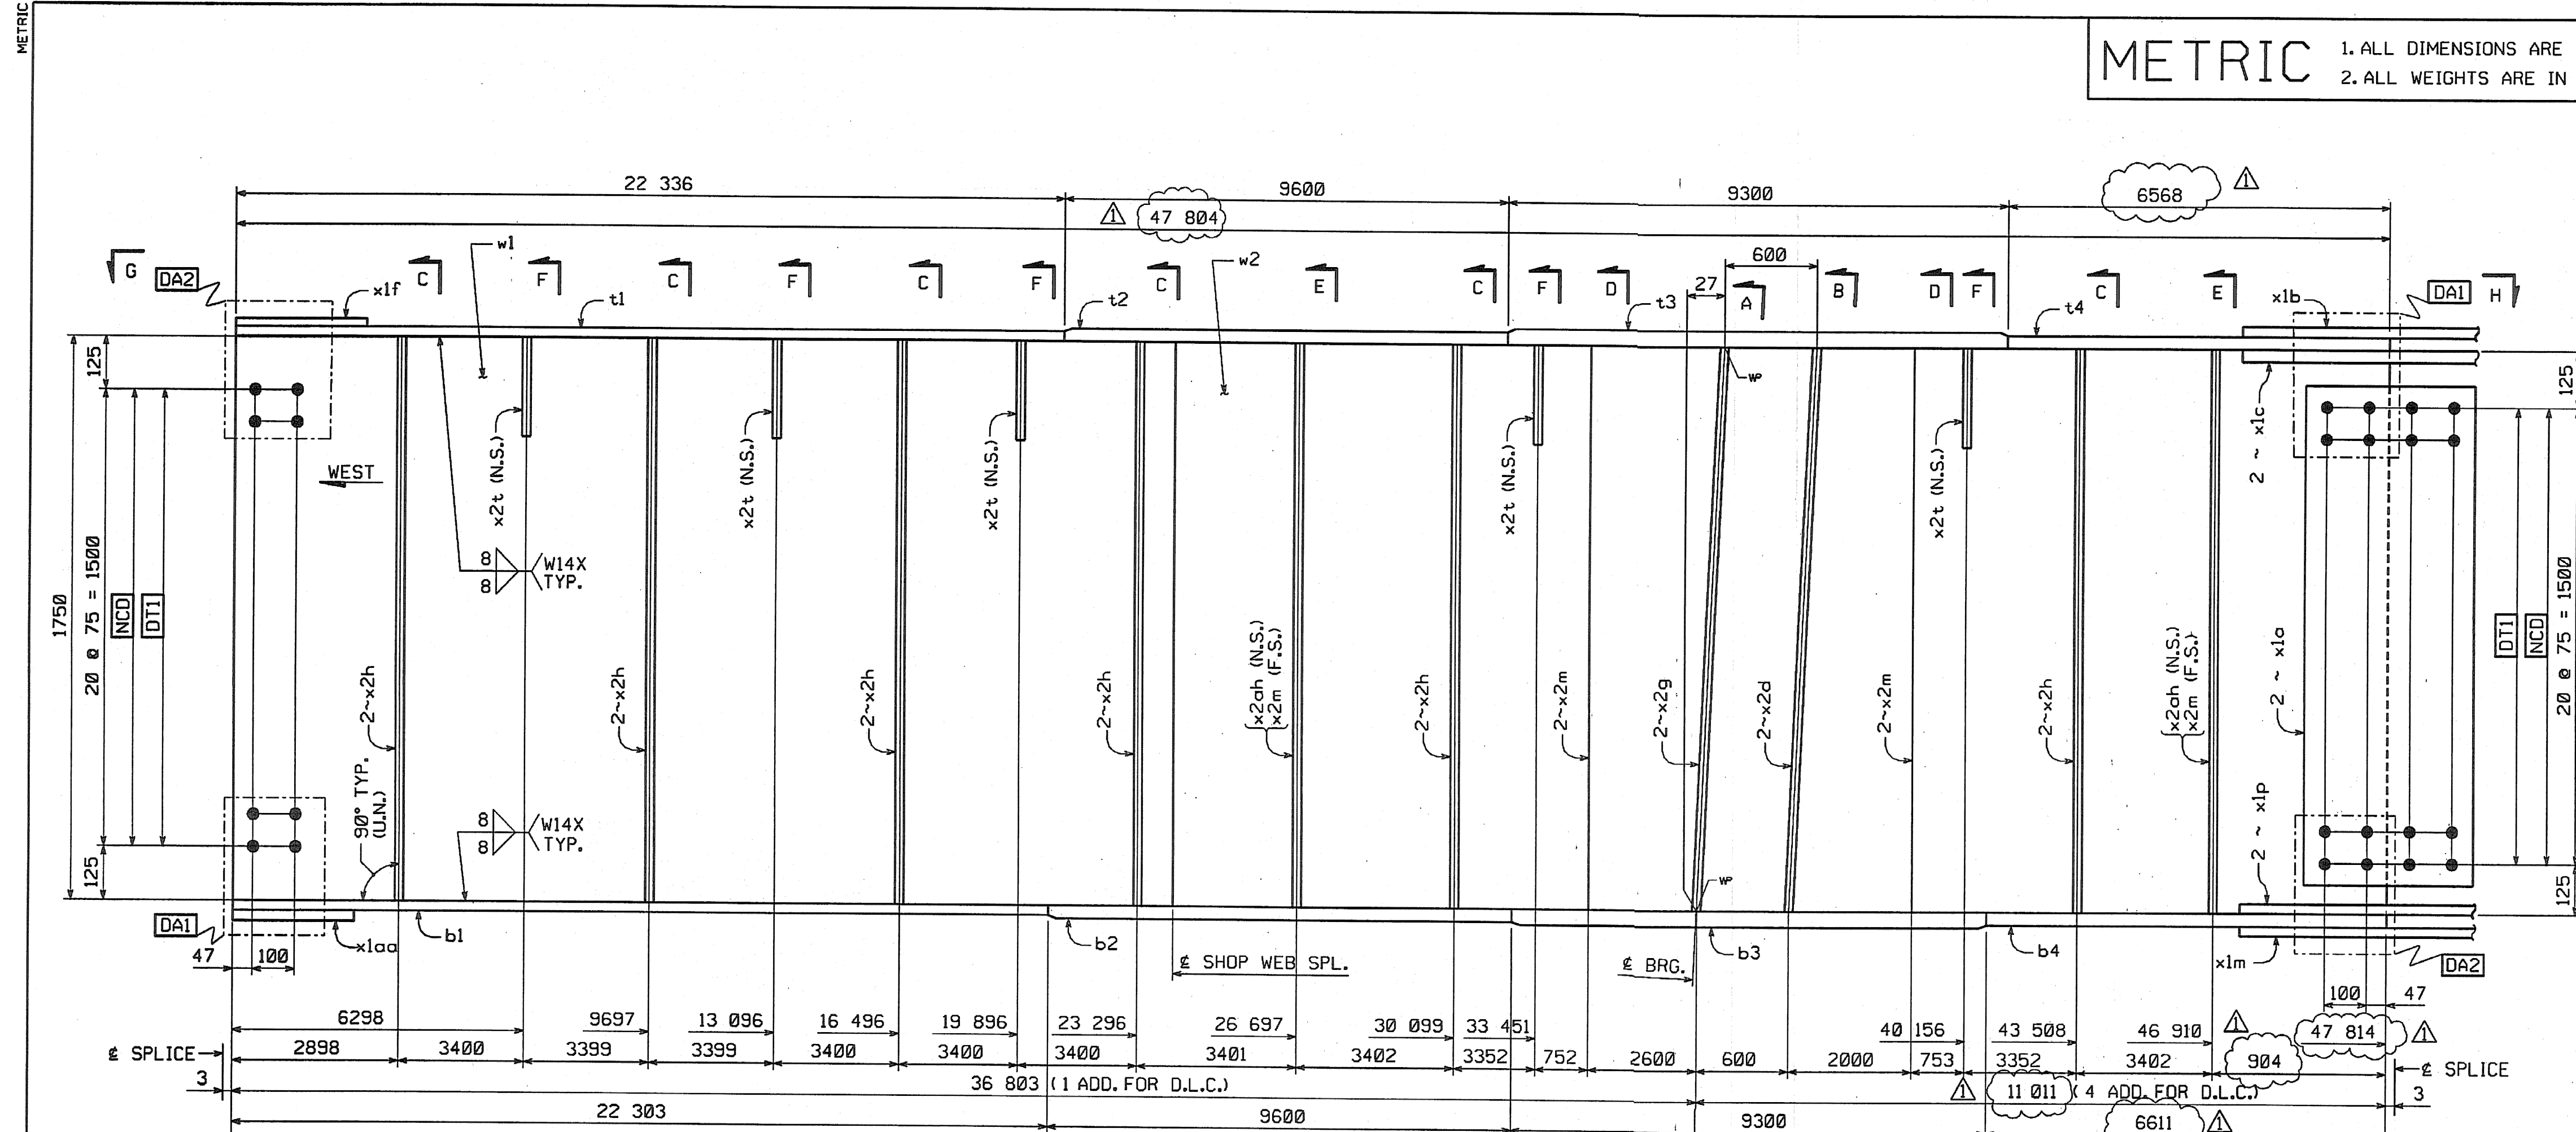 METRIC
METRIC
1. ALL DIMENSIONS ARE
2. ALL WEIGHTS ARE IN
22 336
9600
9300
6568
1
1
47 804
600
27
G
DA2
x1f
C
w1
F
t1
C
F
C
F
t2
C
w2
E
C
F
D
t3
A
B
D
F
t4
C
E
x1b
DA1
H
WP
125
1750
20 @ 75 = 1500
NCD
DT1
125
WEST
x2t (N.S.)
x2t (N.S.)
x2t (N.S.)
x2t (N.S.)
x2t (N.S.)
2 ~ x1c
125
8
8
W14X
TYP.
8
8
W14X
TYP.
90° TYP.
(U.N.)
2~x2h
2~x2h
2~x2h
2~x2h
x2ah (N.S.)
x2m (F.S.)
2~x2h
2~x2m
2~x2g
2~x2d
2~x2m
2~x2h
x2ah (N.S.)
x2m (F.S.)
2 ~ x1a
2 ~ x1p
DT1
NCD
20 @ 75 = 1500
125
WP
DA1
x1aa
b1
b2
b3
b4
x1m
DA2
47
100
℄ SHOP WEB SPL.
℄ BRG.
100
47
6298
9697
13 096
16 496
19 896
23 296
26 697
30 099
33 451
40 156
43 508
46 910
1
47 814
1
℄ SPLICE
2898
3400
3399
3399
3400
3400
3400
3401
3402
3352
752
2600
600
2000
753
3352
3402
904
℄ SPLICE
3
36 803 (1 ADD. FOR D.L.C.)
1
11 011 (4 ADD. FOR D.L.C.)
3
22 303
9600
9300
6611
1